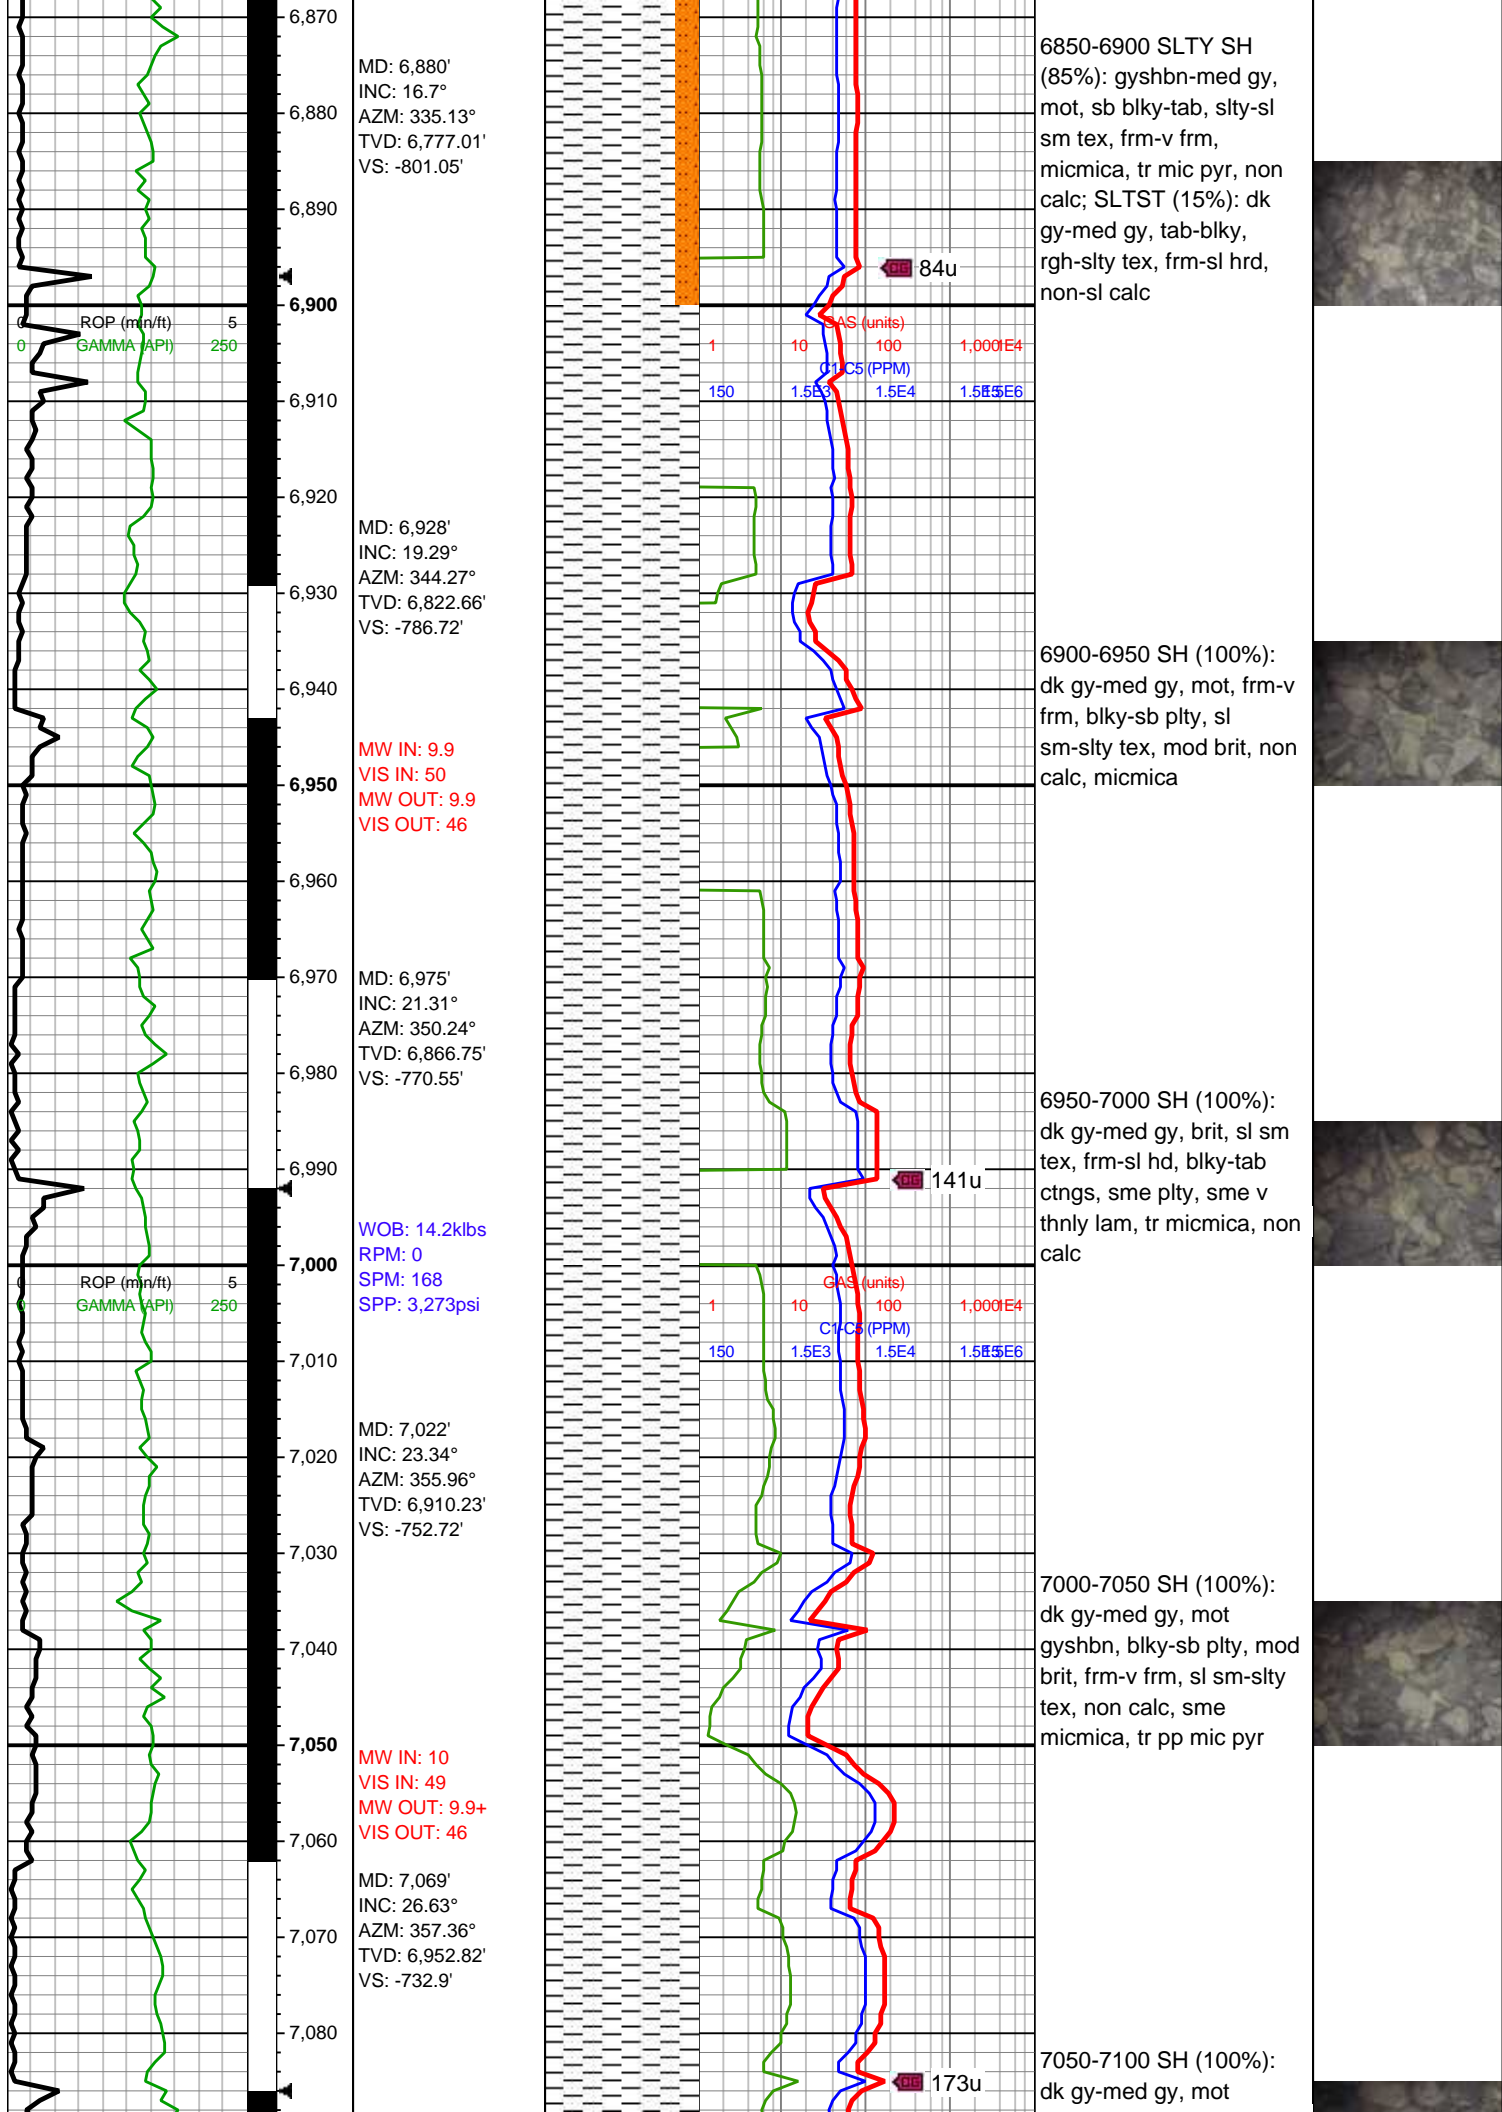 6,870
6,880
6,890
6,900
ROP (min/ft)
0 5
GAMMA (API)
0 250
6,910
6,920
6,930
6,940
6,950
6,960
6,970
6,980
6,990
7,000
ROP (min/ft)
0 5
GAMMA (API)
0 250
7,010
7,020
7,030
7,040
7,050
7,060
7,070
7,080
MD: 6,880'
INC: 16.7°
AZM: 335.13°
TVD: 6,777.01'
VS: -801.05'
MD: 6,928'
INC: 19.29°
AZM: 344.27°
TVD: 6,822.66'
VS: -786.72'
MW IN: 9.9
VIS IN: 50
MW OUT: 9.9
VIS OUT: 46
MD: 6,975'
INC: 21.31°
AZM: 350.24°
TVD: 6,866.75'
VS: -770.55'
WOB: 14.2klbs
RPM: 0
SPM: 168
SPP: 3,273psi
MD: 7,022'
INC: 23.34°
AZM: 355.96°
TVD: 6,910.23'
VS: -752.72'
MW IN: 10
VIS IN: 49
MW OUT: 9.9+
VIS OUT: 46
MD: 7,069'
INC: 26.63°
AZM: 357.36°
TVD: 6,952.82'
VS: -732.9'
CG 84u
GAS (units)
1 10 100 1,000 1E4
C1-C5 (PPM)
150 1.5E3 1.5E4 1.5E5 1.5E6
CG 141u
GAS (units)
1 10 100 1,000 1E4
C1-C5 (PPM)
150 1.5E3 1.5E4 1.5E5 1.5E6
CG 173u
6850-6900 SLTY SH
(85%): gyshbn-med gy,
mot, sb blky-tab, slty-sl
sm tex, frm-v frm,
micmica, tr mic pyr, non
calc; SLTST (15%): dk
gy-med gy, tab-blky,
rgh-slty tex, frm-sl hrd,
non-sl calc
6900-6950 SH (100%):
dk gy-med gy, mot, frm-v
frm, blky-sb plty, sl
sm-slty tex, mod brit, non
calc, micmica
6950-7000 SH (100%):
dk gy-med gy, brit, sl sm
tex, frm-sl hd, blky-tab
ctngs, sme plty, sme v
thnly lam, tr micmica, non
calc
7000-7050 SH (100%):
dk gy-med gy, mot
gyshbn, blky-sb plty, mod
brit, frm-v frm, sl sm-slty
tex, non calc, sme
micmica, tr pp mic pyr
7050-7100 SH (100%):
dk gy-med gy, mot